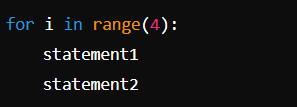 for i in range(4):
    statement1
    statement2